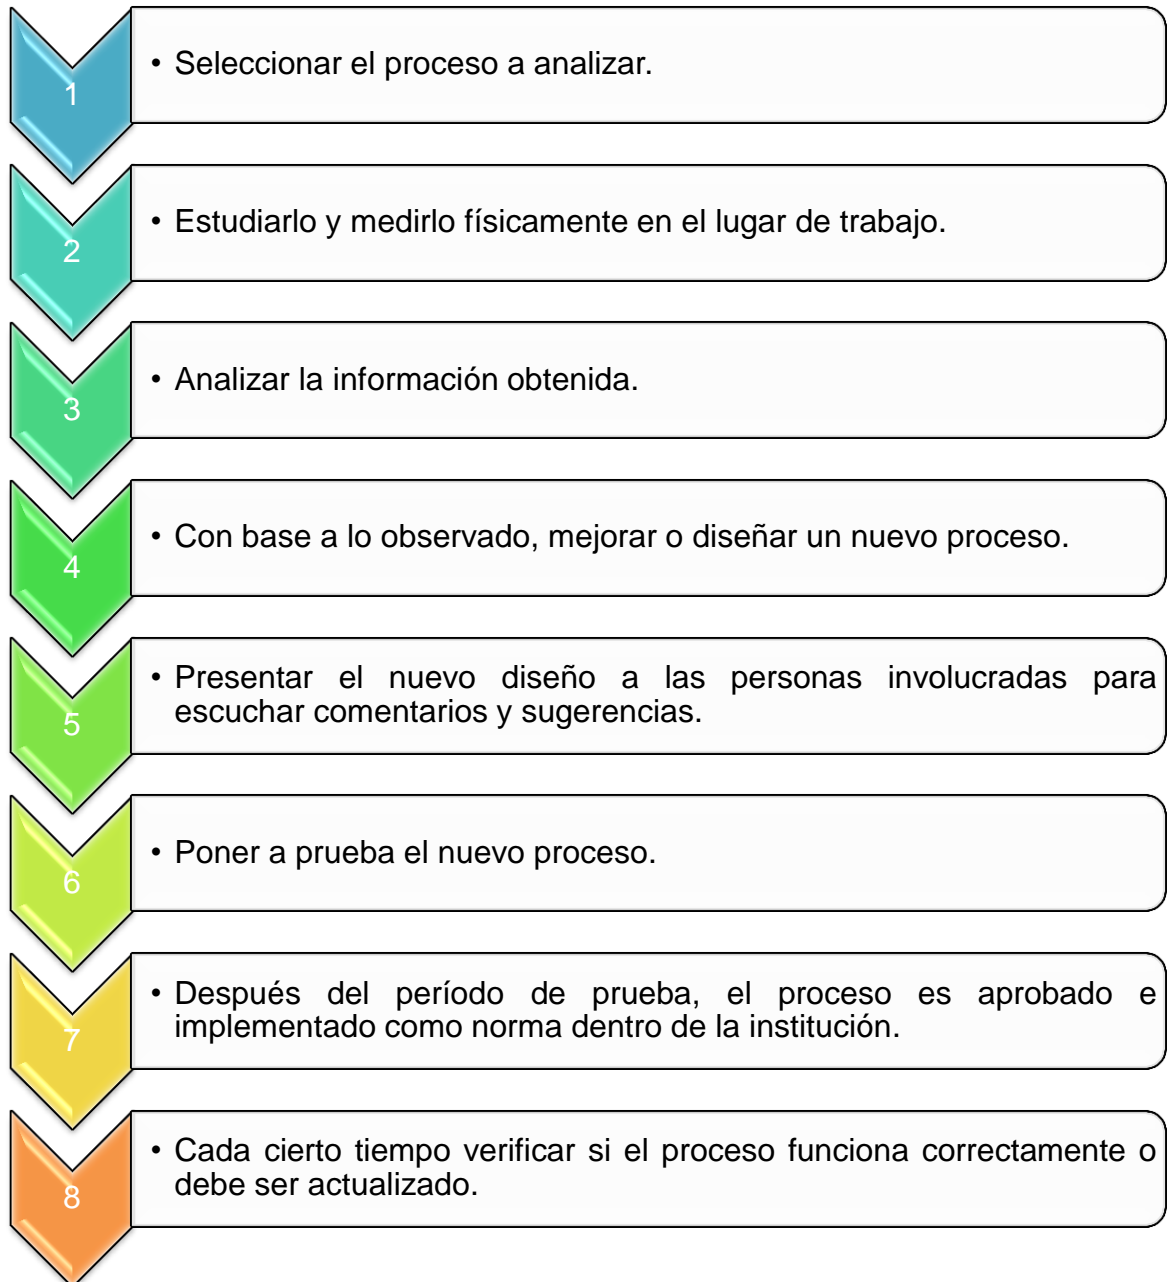 1
• Seleccionar el proceso a analizar.
2
• Estudiarlo y medirlo físicamente en el lugar de trabajo.
3
• Analizar la información obtenida.
4
• Con base a lo observado, mejorar o diseñar un nuevo proceso.
5
• Presentar el nuevo diseño a las personas involucradas para
escuchar comentarios y sugerencias.
6
• Poner a prueba el nuevo proceso.
7
• Después del período de prueba, el proceso es aprobado e
implementado como norma dentro de la institución.
8
• Cada cierto tiempo verificar si el proceso funciona correctamente o
debe ser actualizado.